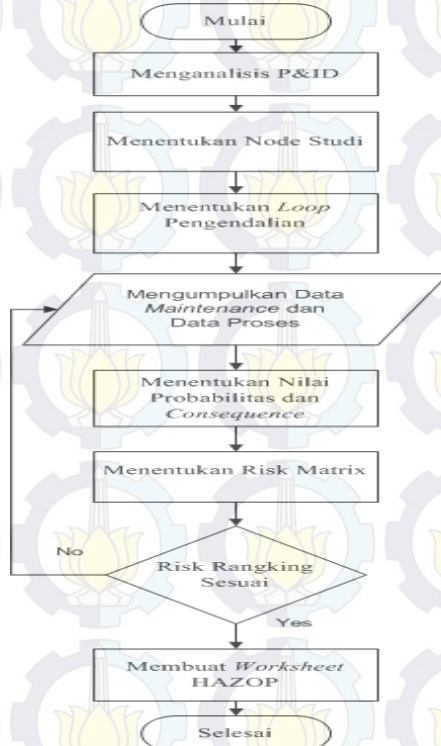 Mulai
Menganalisis P&ID
Menentukan Node Studi
Menentukan Loop
Pengendalian
Mengumpulkan Data
Maintenance dan
Data Proses
Menentukan Nilai
Probabilitas dan
Consequence
Menentukan Risk Matrix
No
Risk Rangking
Sesuai
Yes
Membuat Worksheet
HAZOP
Selesai